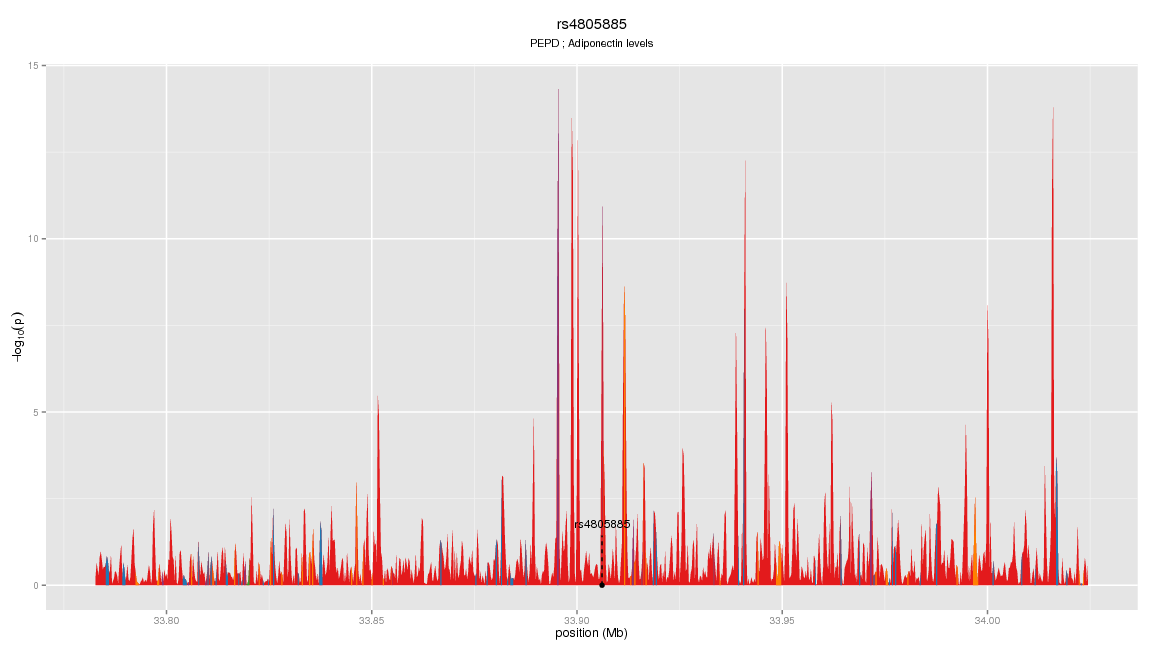 rs4805885
PEPD ; Adiponectin levels
15
10
5
0
−log10(p)
rs4805885
33.80 33.85 33.90 33.95 34.00
position (Mb)